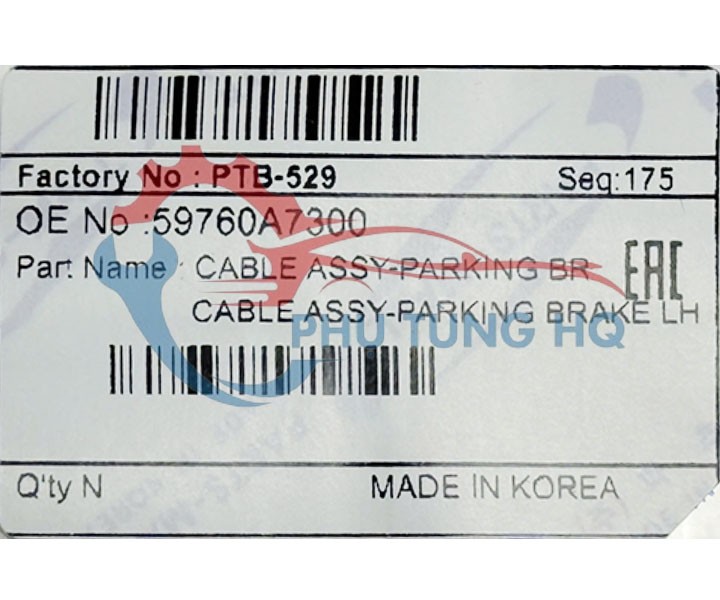 Factory No : PTB-529 Seq:175
OE No :59760A7300
Part Name : CABLE ASSY-PARKING BR
EAC
CABLE ASSY-PARKING BRAKE LH
PHU TUNG HQ
Q'ty N MADE IN KOREA